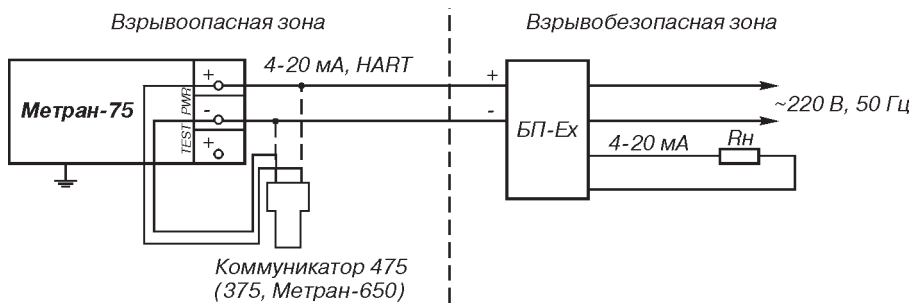 Взрывоопасная зона
Взрывобезопасная зона
4-20 мА, HART
Метран-75
+
-
+
TEST PWR
+
-
БП-Ex
~220 В, 50 Гц
4-20 мА
Rн
Коммуникатор 475
(375, Метран-650)